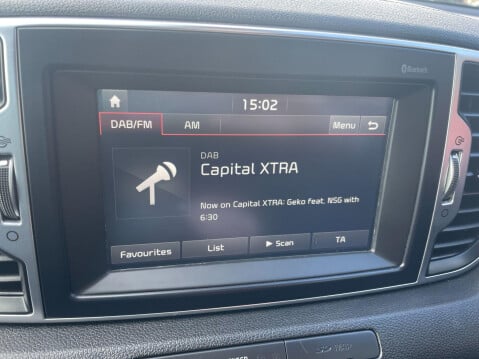 Bluetooth
15:02
DAB/FM AM Menu
DAB
Capital XTRA
Now on Capital XTRA: Geko feat. NSG with
6:30
Favourites List Scan TA